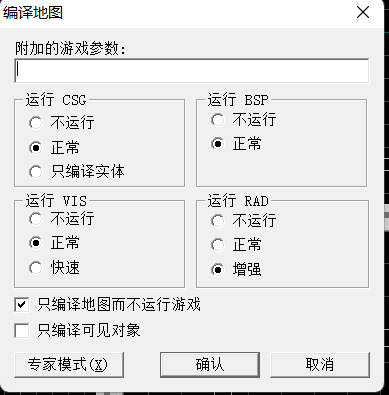 编译地图
附加的游戏参数:
运行 CSG
不运行
正常
只编译实体
运行 BSP
不运行
正常
运行 VIS
不运行
正常
快速
运行 RAD
不运行
正常
增强
只编译地图而不运行游戏
只编译可见对象
专家模式(X)
确认
取消